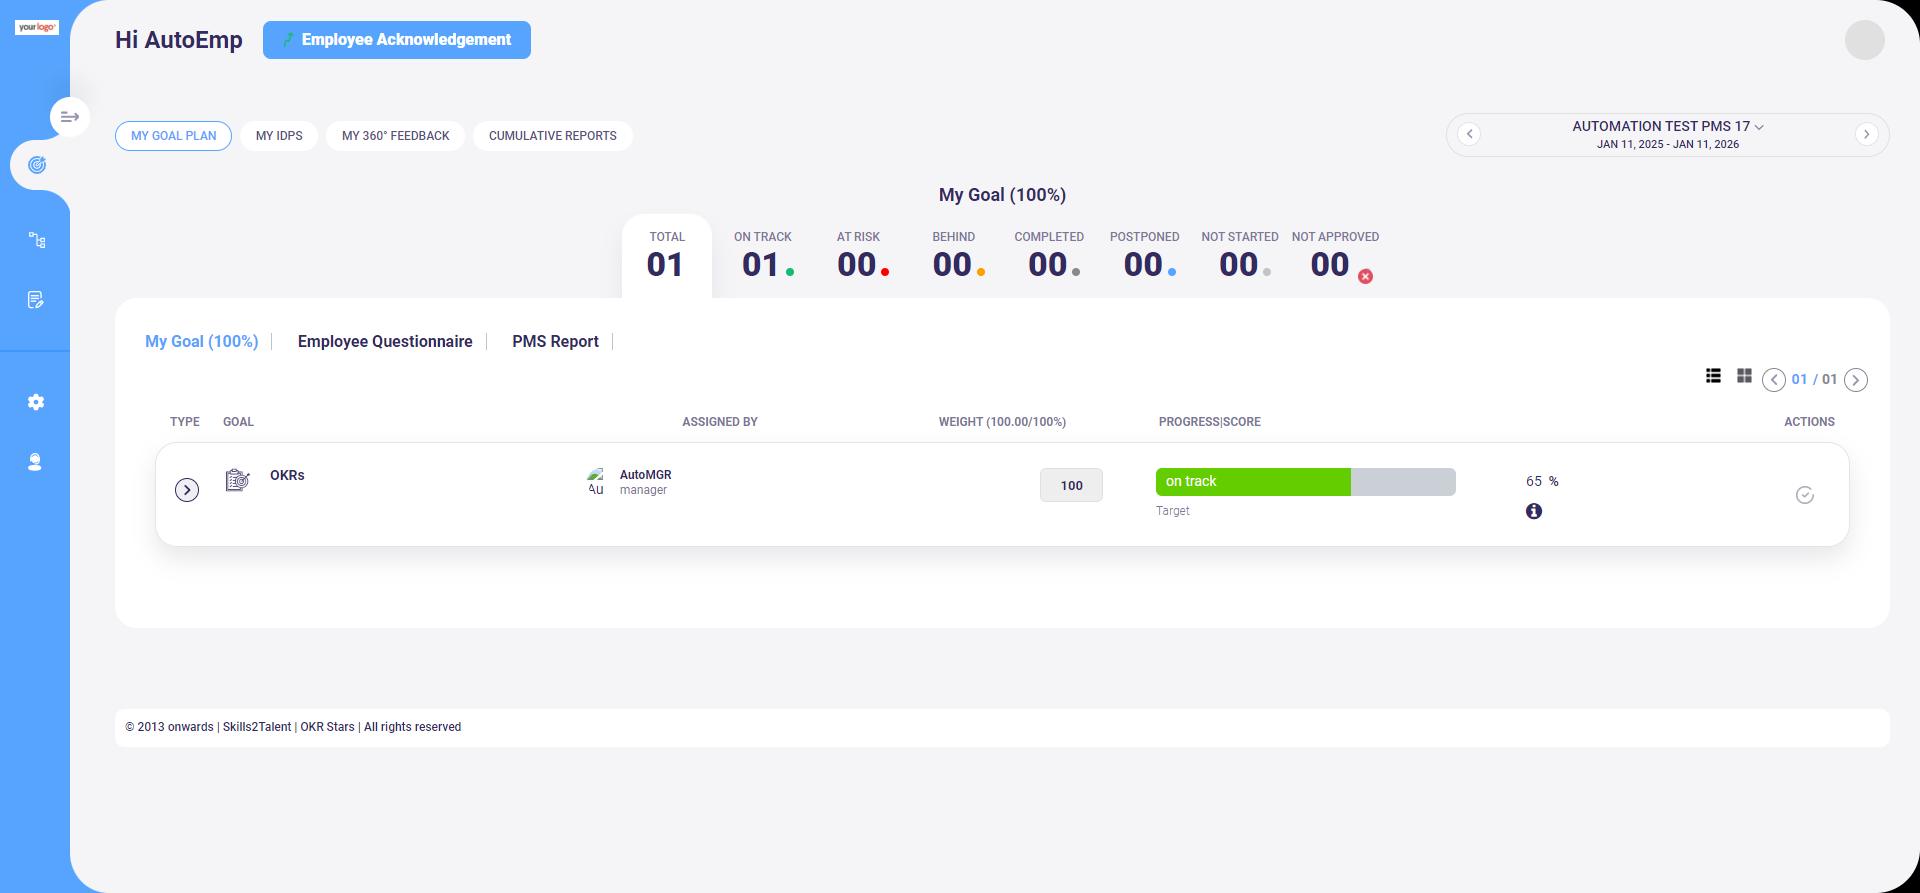 your logo
Hi AutoEmp
Employee Acknowledgement
MY GOAL PLAN
MY IDPS
MY 360° FEEDBACK
CUMULATIVE REPORTS
AUTOMATION TEST PMS 17
JAN 11, 2025 - JAN 11, 2026
My Goal (100%)
TOTAL
01
ON TRACK
01
AT RISK
00
BEHIND
00
COMPLETED
00
POSTPONED
00
NOT STARTED
00
NOT APPROVED
00
My Goal (100%)
Employee Questionnaire
PMS Report
01 / 01
TYPE GOAL ASSIGNED BY WEIGHT (100.00/100%) PROGRESS|SCORE ACTIONS
OKRs
Au
AutoMGR
manager
100
on track
Target
65 %
© 2013 onwards | Skills2Talent | OKR Stars | All rights reserved